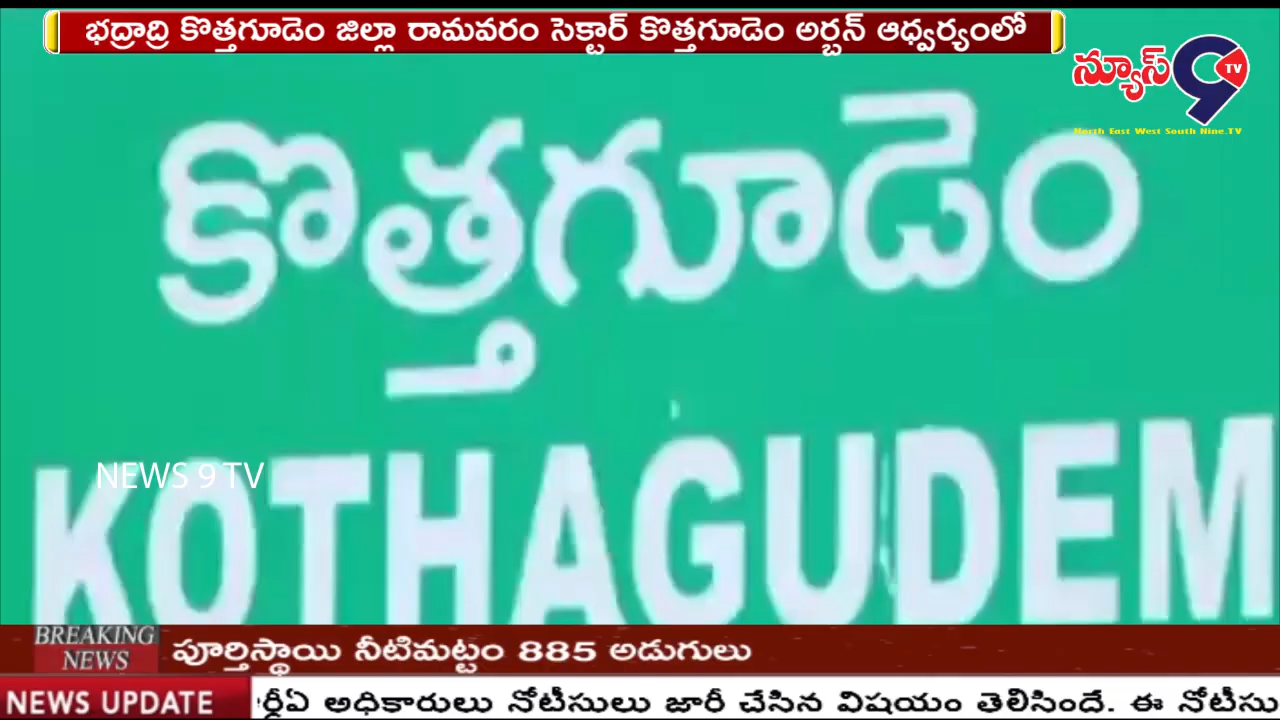 భద్రాద్రి కొత్తగూడెం జిల్లా రామవరం సెక్టార్ కొత్తగూడెం అర్బన్ ఆధ్వర్యంలో
న్యూస్ 9 TV
North East West South Nine.TV
కొత్తగూడెం
NEWS 9 TV
KOTHAGUDEM
BREAKING NEWS
పూర్తిస్థాయి నీటిమట్టం 885 అడుగులు
NEWS UPDATE
అధికారులు నోటీసులు జారీ చేసిన విషయం తెలిసిందే. ఈ నోటీసు